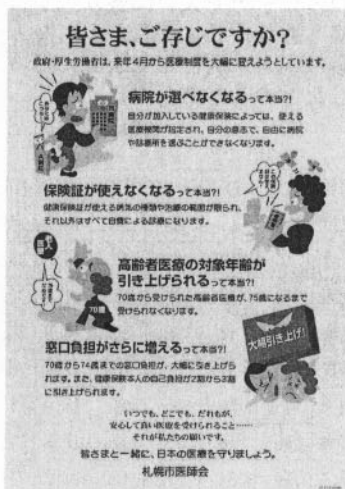 皆さま、ご存じですか?
政府・厚生労働省は、来年4月から医療制度を大幅に変えようとしています。
病院が選べなくなるって本当?!
自分が加入している健康保険によっては、使える
医療機関が指定され、自分の意志で、自由に病院
や診療所を選ぶことができなくなります。
保険証が使えなくなるって本当?!
健康保険証が使える病気の種類や治療の範囲が限られ、
それ以外はすべて自費による診療になります。
老人医療
高齢者医療の対象年齢が
引き上げられるって本当?!
70歳から受けられた高齢者医療が、75歳になるまで
受けられなくなります。
70歳
窓口負担がさらに増えるって本当?!
70歳から74歳までの窓口負担が、大幅に引き上げら
れます。また、健康保険本人の自己負担が2割から3割
に引き上げられます。
大幅引き上げ!
いつでも、どこでも、だれもが、
安心して良い医療を受けられること……
それが私たちの願いです。
皆さまと一緒に、日本の医療を守りましょう。
札幌市医師会